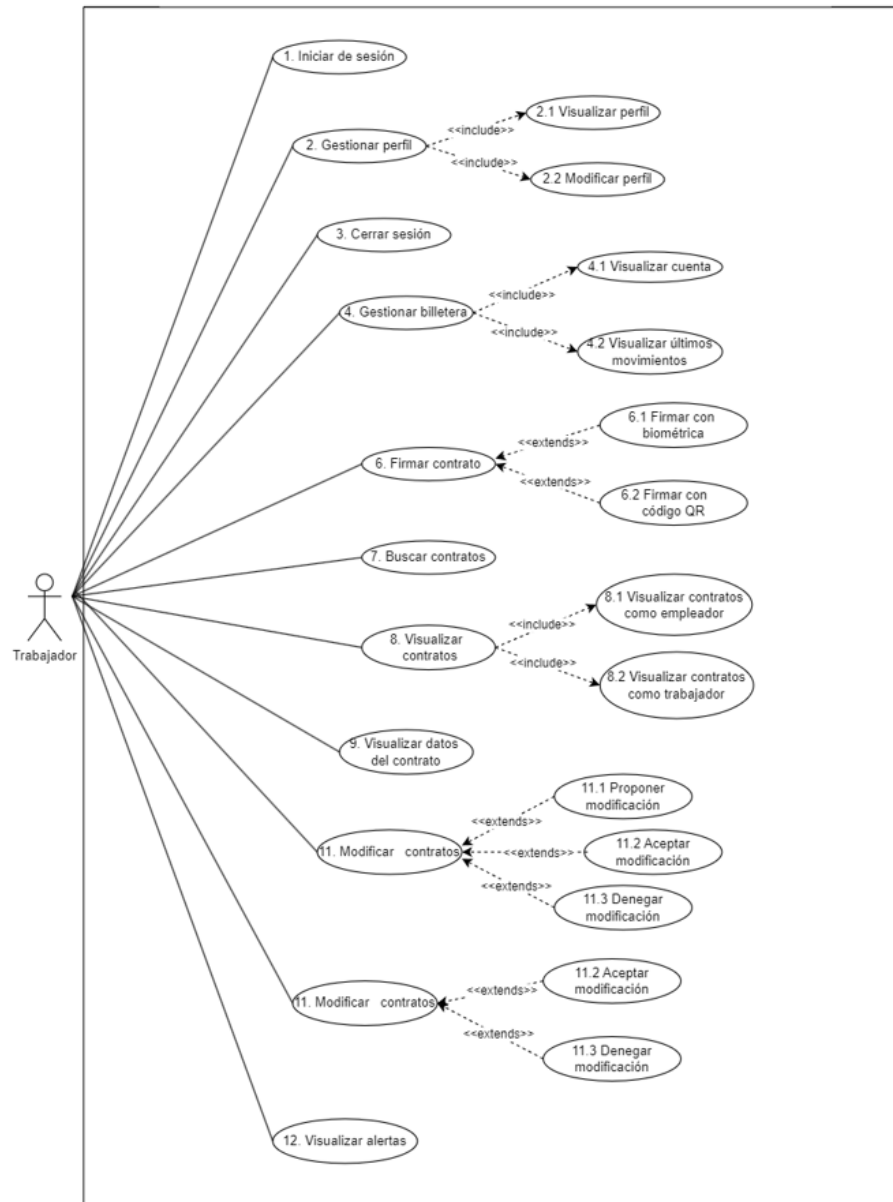 1. Iniciar de sesión
2.1 Visualizar perfil
<<include>>
2. Gestionar perfil
<<include>>
2.2 Modificar perfil
3. Cerrar sesión
4.1 Visualizar cuenta
<<include>>
4. Gestionar billetera
<<include>>
4.2 Visualizar últimos
movimientos
6.1 Firmar con
biométrica
<<extends>>
6. Firmar contrato
<<extends>>
6.2 Firmar con
código QR
7. Buscar contratos
8.1 Visualizar contratos
como empleador
<<include>>
8. Visualizar
contratos
<<include>>
8.2 Visualizar contratos
como trabajador
Trabajador
9. Visualizar datos
del contrato
11.1 Proponer
modificación
<<extends>>
11. Modificar contratos
<<extends>>
11.2 Aceptar
modificación
<<extends>>
11.3 Denegar
modificación
11.2 Aceptar
modificación
<<extends>>
11. Modificar contratos
<<extends>>
11.3 Denegar
modificación
12. Visualizar alertas